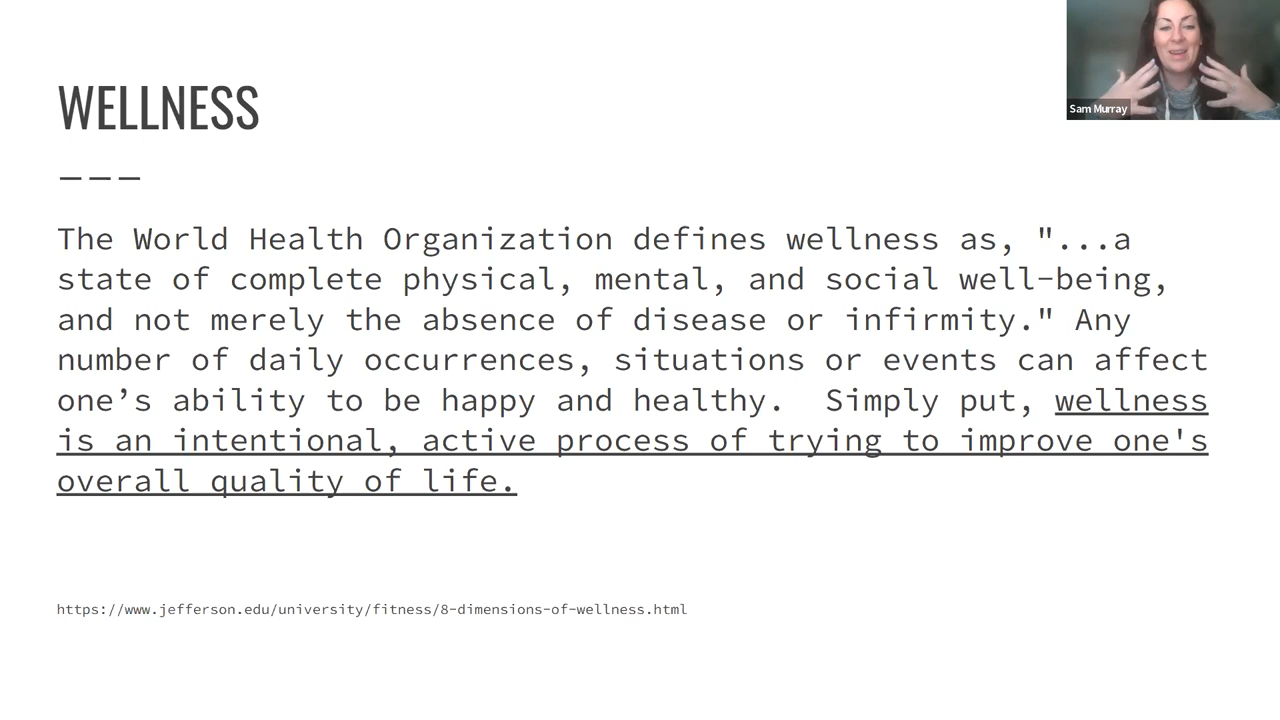 Sam Murray
WELLNESS
The World Health Organization defines wellness as, "...a
state of complete physical, mental, and social well-being,
and not merely the absence of disease or infirmity." Any
number of daily occurrences, situations or events can affect
one’s ability to be happy and healthy.  Simply put, wellness
is an intentional, active process of trying to improve one's
overall quality of life.
https://www.jefferson.edu/university/fitness/8-dimensions-of-wellness.html